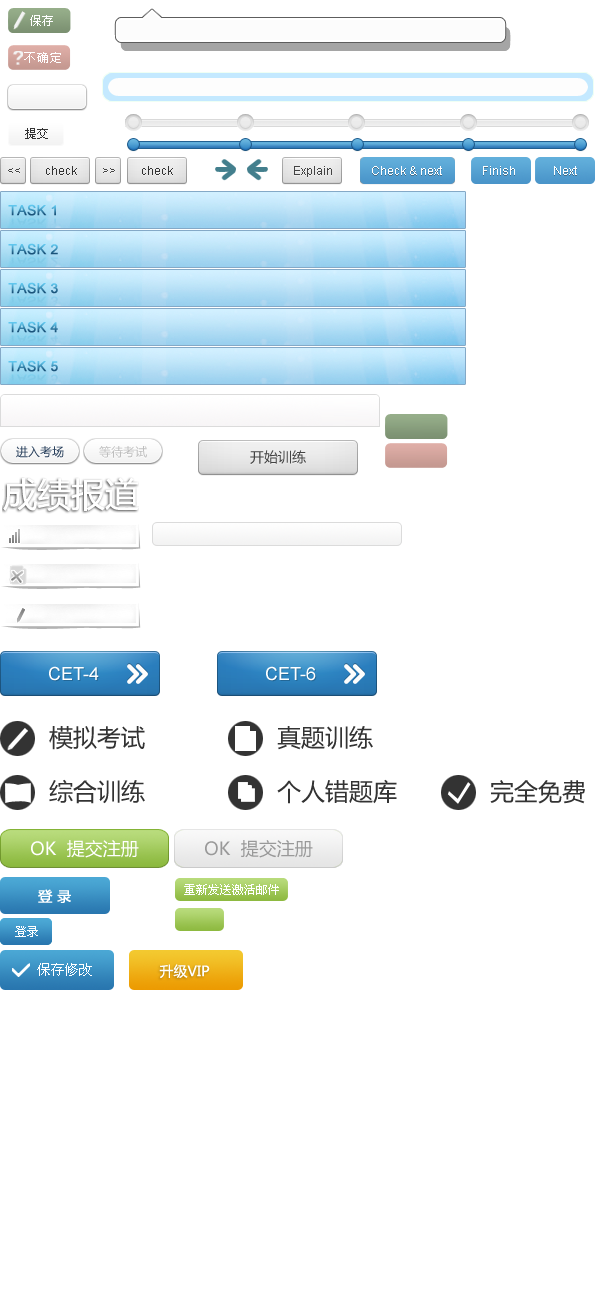 保存
?不确定
提交
<< check >> check Explain Check & next Finish Next
TASK 1
TASK 2
TASK 3
TASK 4
TASK 5
进入考场 等待考试 开始训练
成绩报道
CET-4 CET-6
模拟考试 真题训练
综合训练 个人错题库 完全免费
OK 提交注册 OK 提交注册
登录 重新发送激活邮件
登录
保存修改 升级VIP